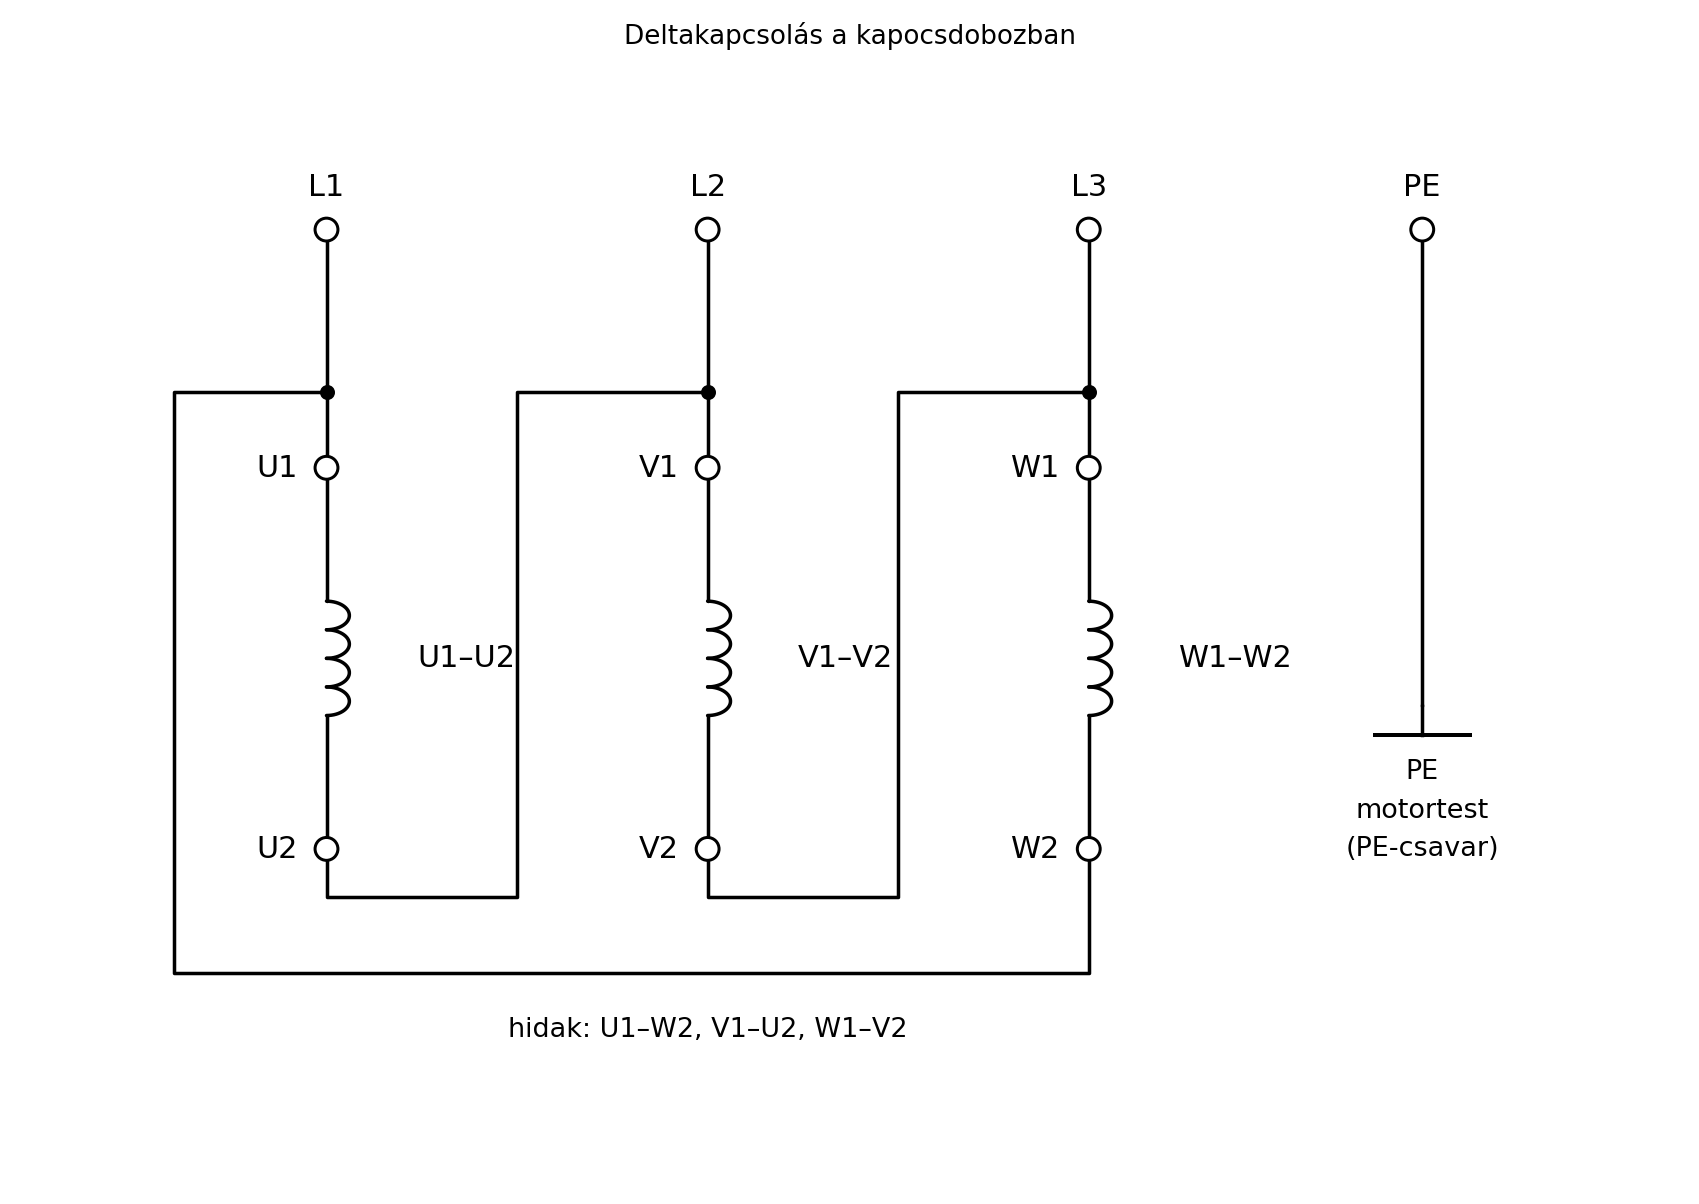 Deltakapcsolás a kapocsdobozban
L1
L2
L3
PE
U1
V1
W1
U1–U2
V1–V2
W1–W2
PE
motortest
(PE-csavar)
U2
V2
W2
hidak: U1–W2, V1–U2, W1–V2